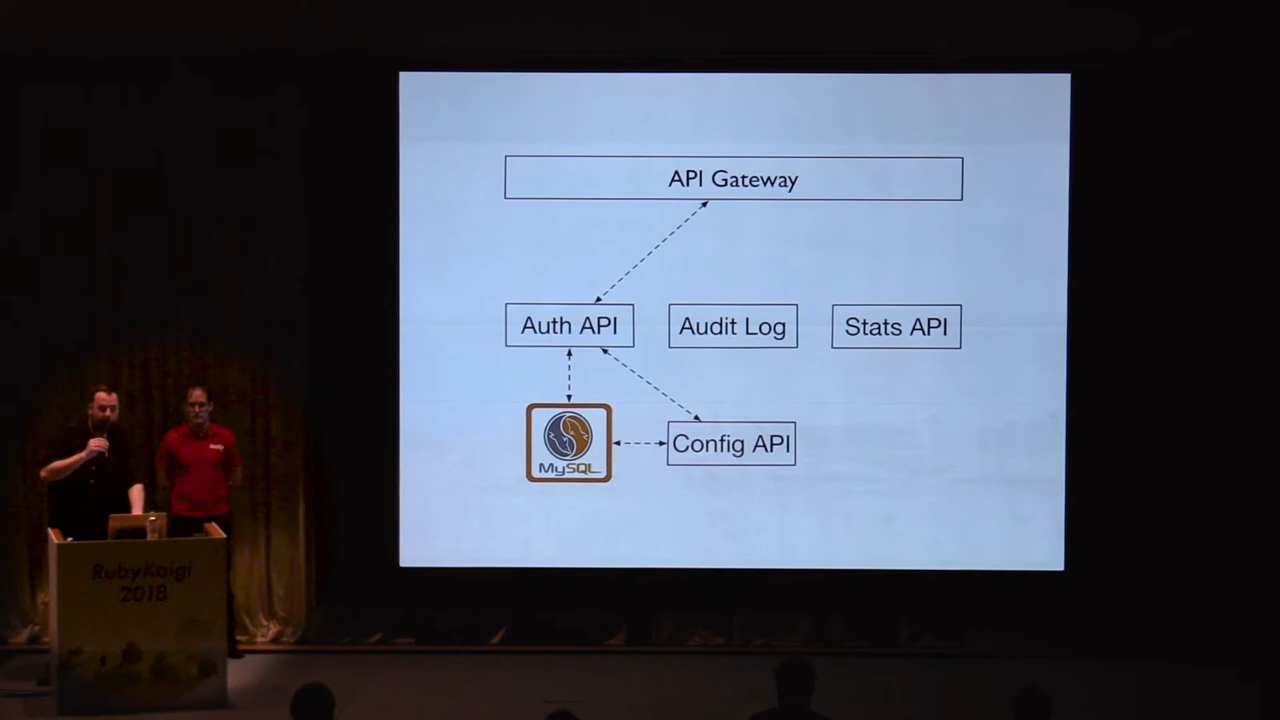 API Gateway
Auth API
Audit Log
Stats API
MySQL
Config API
RubyKaigi
2018